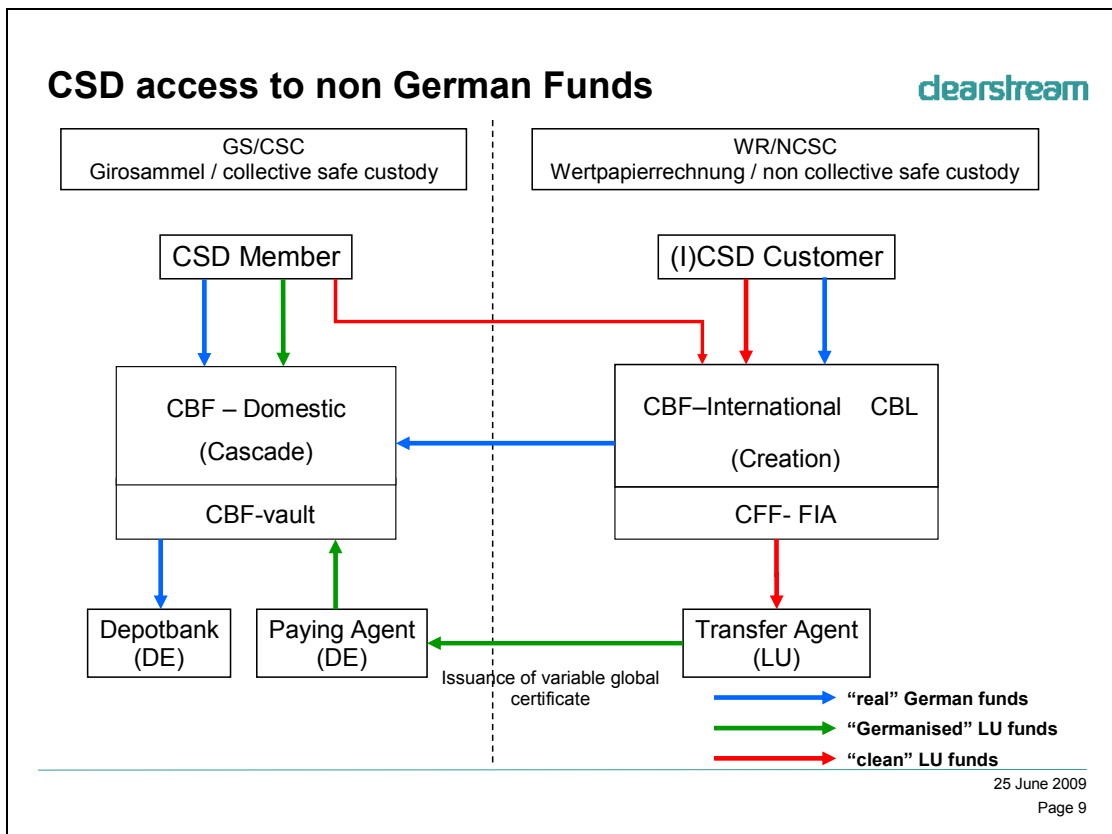 CSD access to non German Funds
clearstream
GS/CSC
Girosammel / collective safe custody
WR/NCSC
Wertpapierrechnung / non collective safe custody
CSD Member
(I)CSD Customer
CBF – Domestic
(Cascade)
CBF-vault
CBF–International CBL
(Creation)
CFF- FIA
Depotbank
(DE)
Paying Agent
(DE)
Transfer Agent
(LU)
Issuance of variable global
certificate
“real” German funds
“Germanised” LU funds
“clean” LU funds
25 June 2009
Page 9